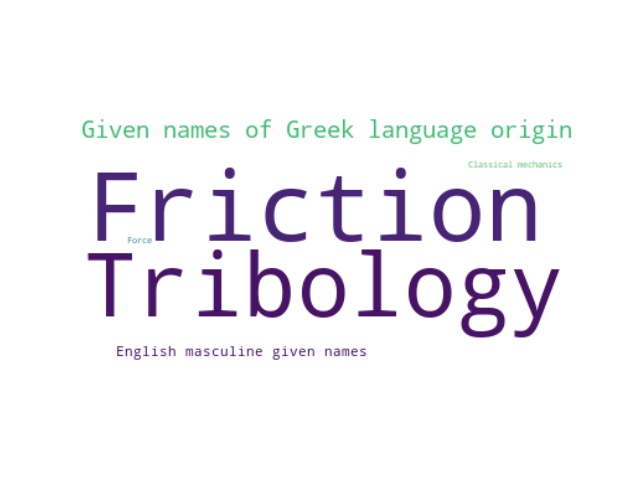 Given names of Greek language origin
Classical mechanics
Friction
Force
Tribology
English masculine given names